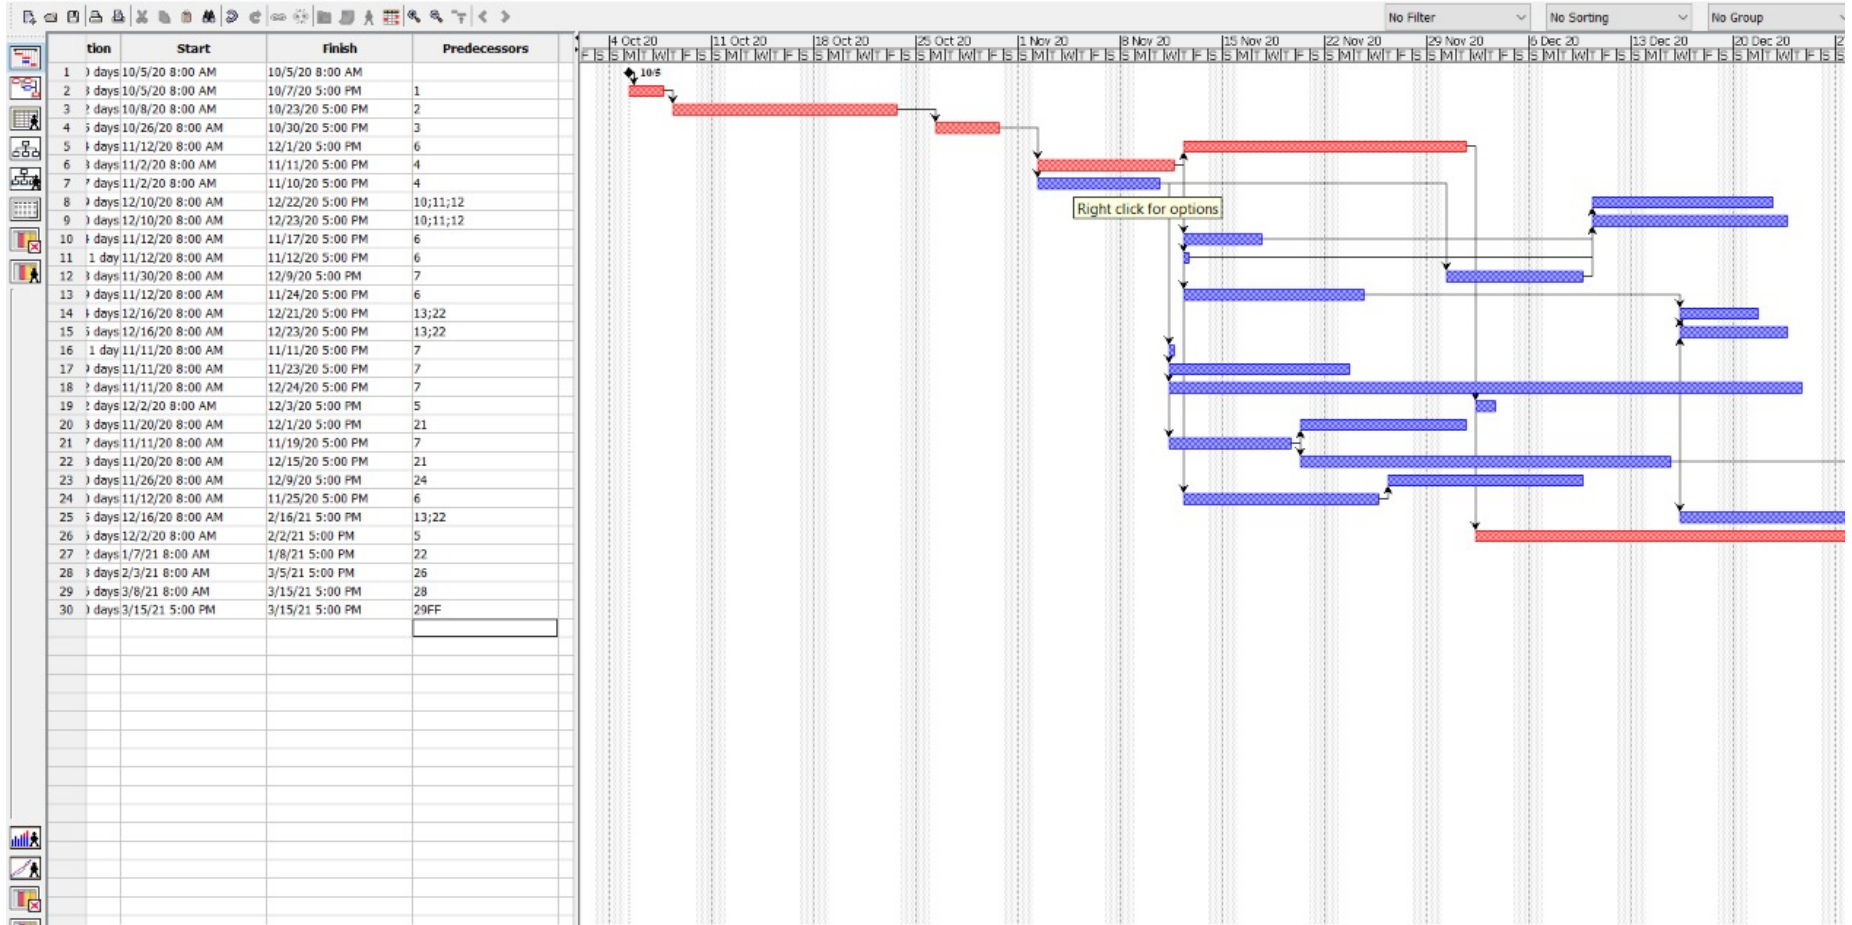 No Filter No Sorting No Group
tion Start Finish Predecessors
4 Oct 20 11 Oct 20 18 Oct 20 25 Oct 20 1 Nov 20 8 Nov 20 15 Nov 20 22 Nov 20 29 Nov 20 6 Dec 20 13 Dec 20 20 Dec 20
F S S M T W T F S S M T W T F S S M T W T F S S M T W T F S S M T W T F S S M T W T F S S M T W T F S S M T W T F S S M T W T F S S M T W T F S S M T W T F S S M T W T F S
1 days 10/5/20 8:00 AM 10/5/20 8:00 AM 10/5
2 days 10/5/20 8:00 AM 10/7/20 5:00 PM 1
3 days 10/8/20 8:00 AM 10/23/20 5:00 PM 2
4 days 10/26/20 8:00 AM 10/30/20 5:00 PM 3
5 days 11/12/20 8:00 AM 12/1/20 5:00 PM 6
6 days 11/2/20 8:00 AM 11/11/20 5:00 PM 4
7 days 11/2/20 8:00 AM 11/10/20 5:00 PM 4
8 days 12/10/20 8:00 AM 12/22/20 5:00 PM 10;11;12
Right click for options
9 days 12/10/20 8:00 AM 12/23/20 5:00 PM 10;11;12
10 days 11/12/20 8:00 AM 11/17/20 5:00 PM 6
11 1 day 11/12/20 8:00 AM 11/12/20 5:00 PM 6
12 days 11/30/20 8:00 AM 12/9/20 5:00 PM 7
13 days 11/12/20 8:00 AM 11/24/20 5:00 PM 6
14 days 12/16/20 8:00 AM 12/21/20 5:00 PM 13;22
15 days 12/16/20 8:00 AM 12/23/20 5:00 PM 13;22
16 1 day 11/11/20 8:00 AM 11/11/20 5:00 PM 7
17 days 11/11/20 8:00 AM 11/23/20 5:00 PM 7
18 days 11/11/20 8:00 AM 12/24/20 5:00 PM 7
19 days 12/2/20 8:00 AM 12/3/20 5:00 PM 5
20 days 11/20/20 8:00 AM 12/1/20 5:00 PM 21
21 days 11/11/20 8:00 AM 11/19/20 5:00 PM 7
22 days 11/20/20 8:00 AM 12/15/20 5:00 PM 21
23 days 11/26/20 8:00 AM 12/9/20 5:00 PM 24
24 days 11/12/20 8:00 AM 11/25/20 5:00 PM 6
25 days 12/16/20 8:00 AM 2/16/21 5:00 PM 13;22
26 days 12/2/20 8:00 AM 2/2/21 5:00 PM 5
27 days 1/7/21 8:00 AM 1/8/21 5:00 PM 22
28 days 2/3/21 8:00 AM 3/5/21 5:00 PM 26
29 days 3/8/21 8:00 AM 3/15/21 5:00 PM 28
30 days 3/15/21 5:00 PM 3/15/21 5:00 PM 29FF